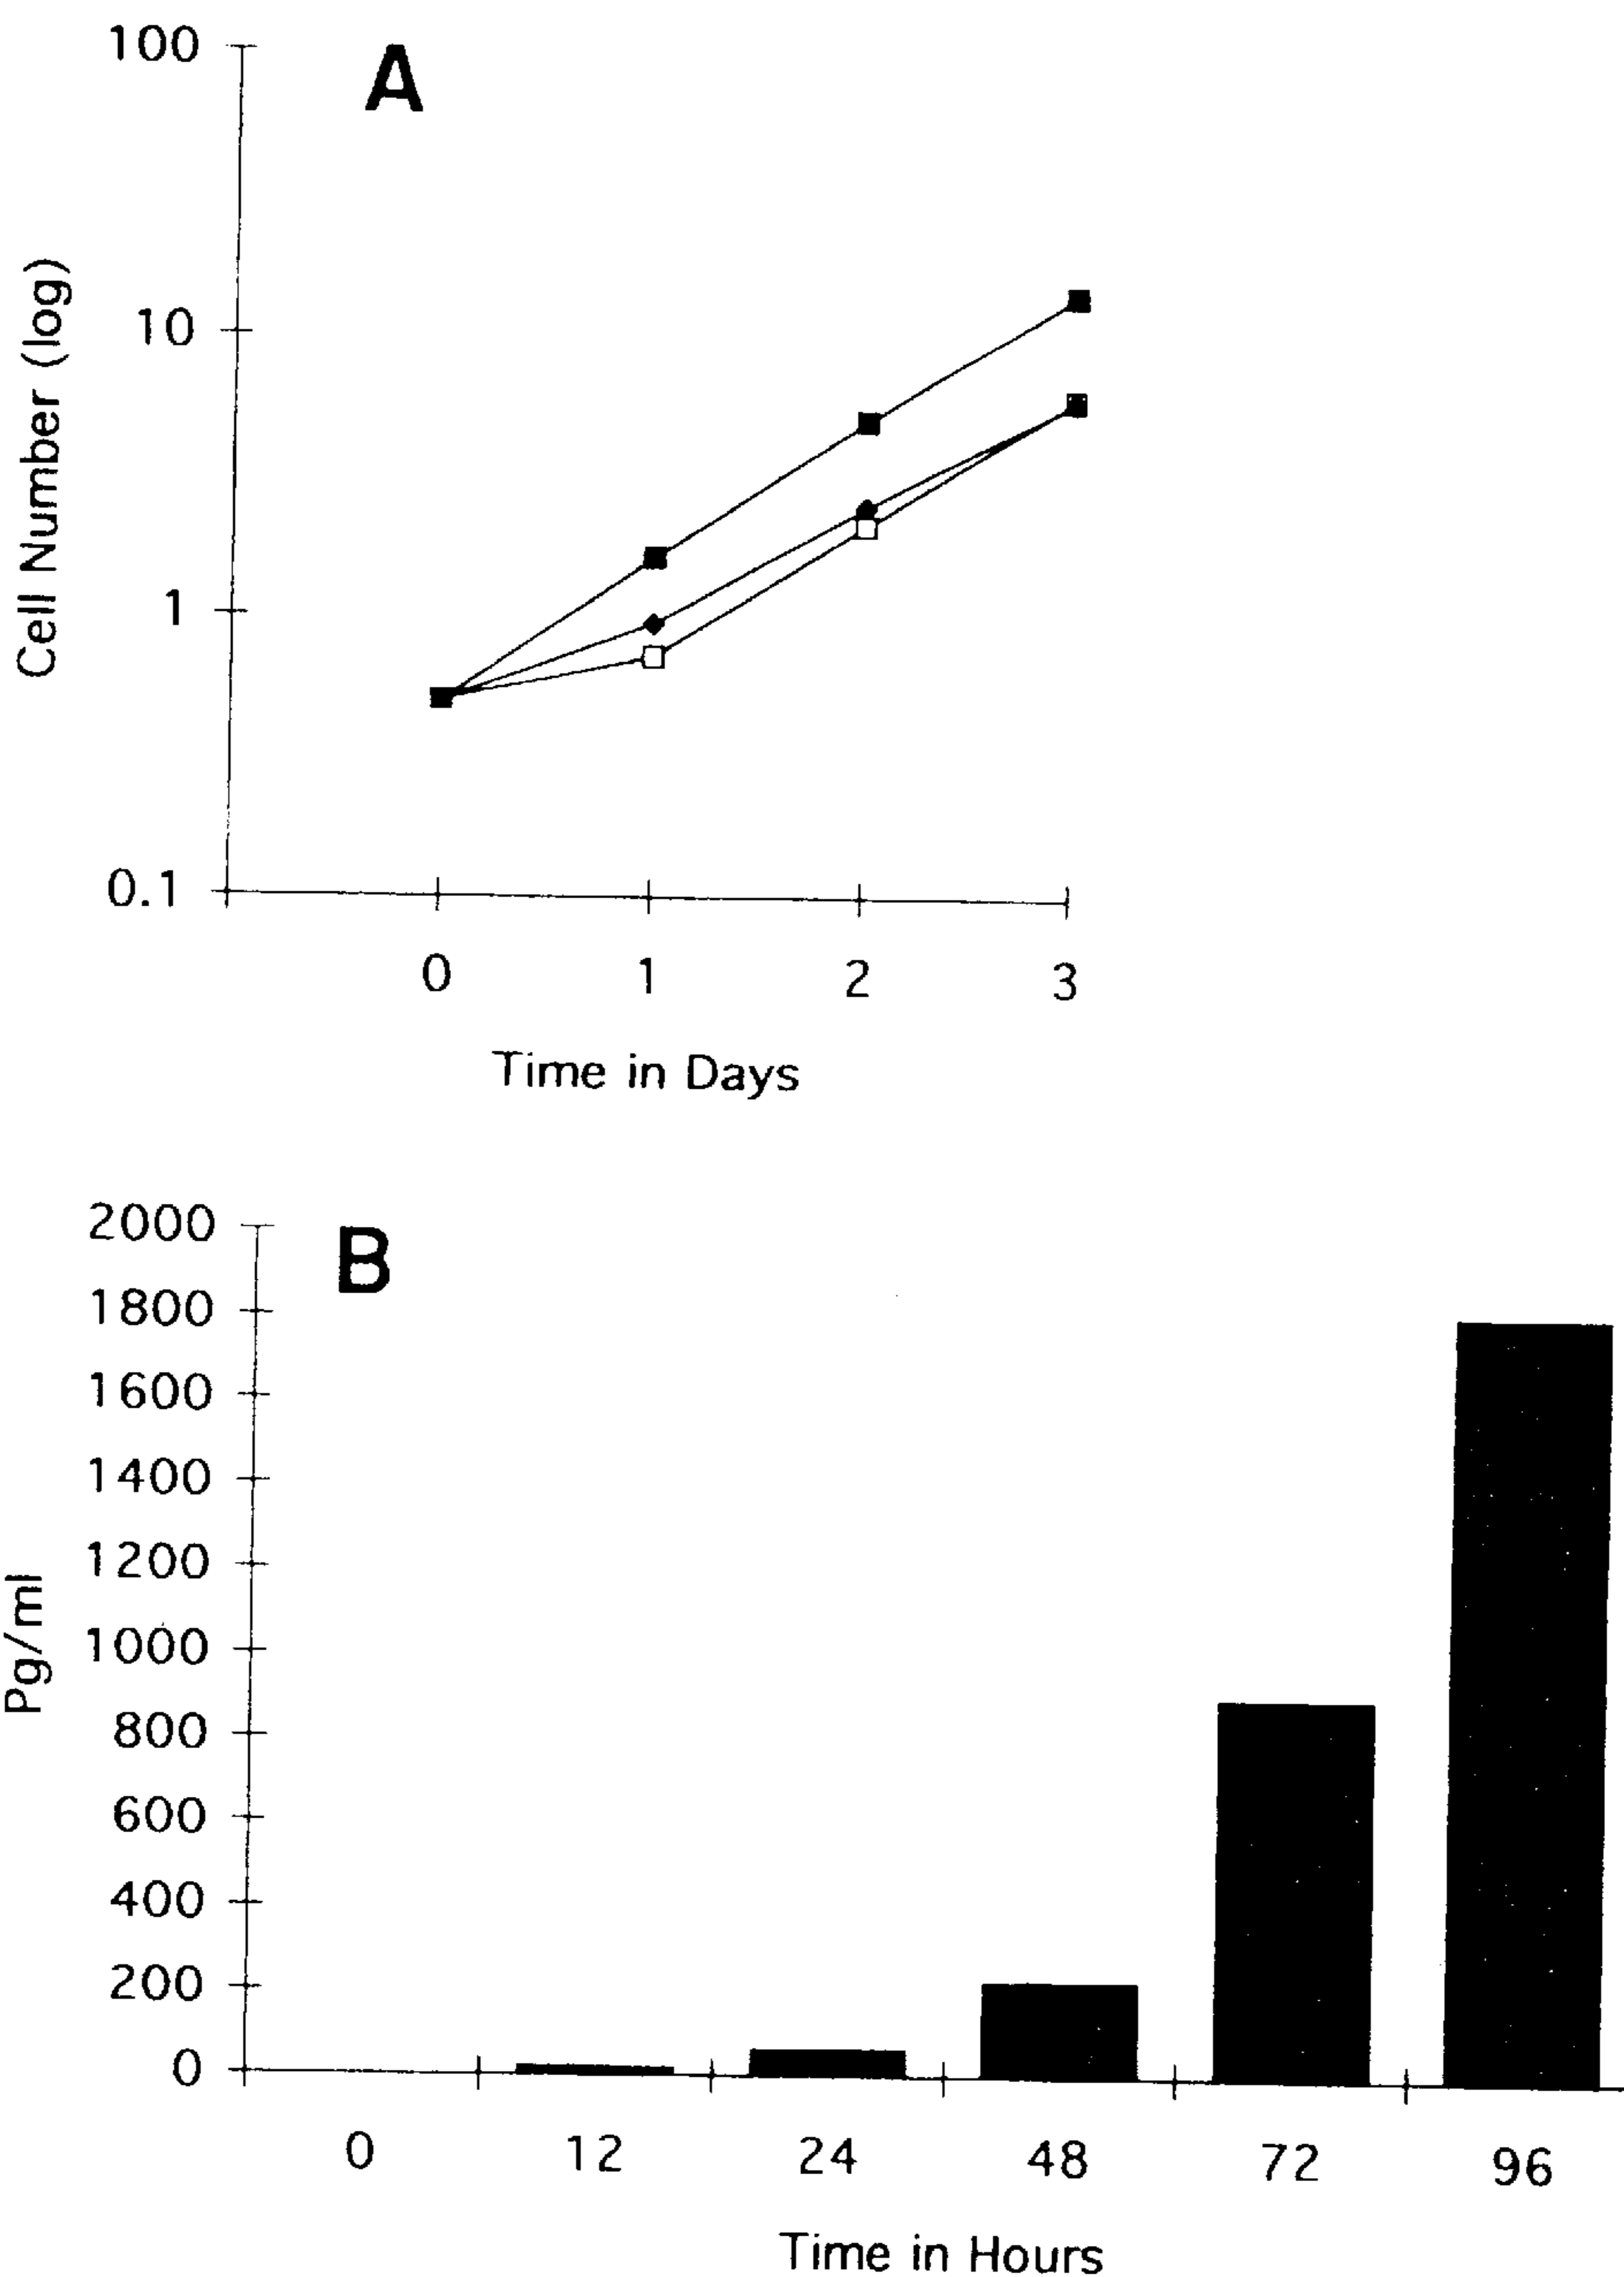 A
100
10
1
0.1
Cell Number (log)
0 1 2 3
Time in Days
B
2000
1800
1600
1400
1200
1000
800
600
400
200
0
Pg/ml
0 12 24 48 72 96
Time in Hours